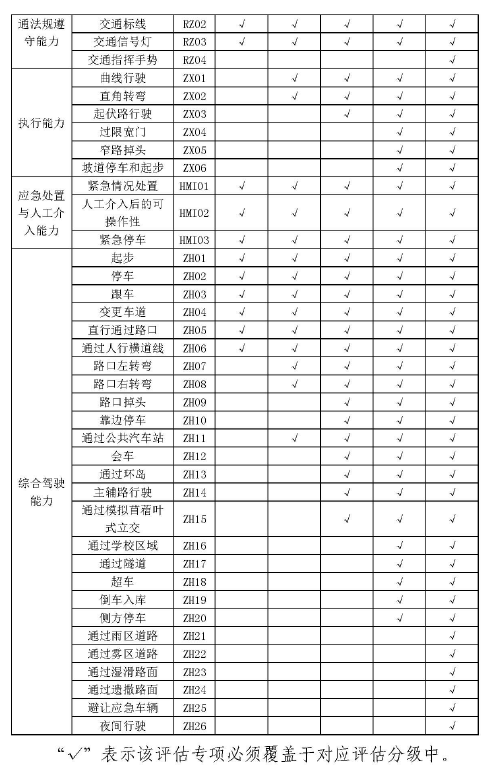 通法规遵守能力 交通标线 RZ02 √ √ √ √ √
交通信号灯 RZ03 √ √ √ √ √
交通指挥手势 RZ04 √
执行能力 曲线行驶 ZX01 √ √ √ √
直角转弯 ZX02 √ √ √ √
起伏路行驶 ZX03 √ √ √
过限宽门 ZX04 √ √
窄路掉头 ZX05 √ √
坡道停车和起步 ZX06 √ √
应急处置与人工介入能力 紧急情况处置 HMI01 √ √ √ √ √
人工介入后的可操作性 HMI02 √ √ √ √ √
紧急停车 HMI03 √ √ √ √ √
综合驾驶能力 起步 ZH01 √ √ √ √ √
停车 ZH02 √ √ √ √ √
跟车 ZH03 √ √ √ √ √
变更车道 ZH04 √ √ √ √ √
直行通过路口 ZH05 √ √ √ √ √
通过人行横道线 ZH06 √ √ √ √ √
路口左转弯 ZH07 √ √ √ √
路口右转弯 ZH08 √ √ √ √
路口掉头 ZH09 √ √ √
靠边停车 ZH10 √ √ √
通过公共汽车站 ZH11 √ √ √ √
会车 ZH12 √ √ √
通过环岛 ZH13 √ √ √
主辅路行驶 ZH14 √ √ √
通过模拟苜蓿叶式立交 ZH15 √ √ √
通过学校区域 ZH16 √ √
通过隧道 ZH17 √ √
超车 ZH18 √ √
倒车入库 ZH19 √ √
侧方停车 ZH20 √ √
通过雨区道路 ZH21 √
通过雾区道路 ZH22 √
通过湿滑路面 ZH23 √
通过遗撒路面 ZH24 √
避让应急车辆 ZH25 √
夜间行驶 ZH26 √
“√”表示该评估专项必须覆盖于对应评估分级中。